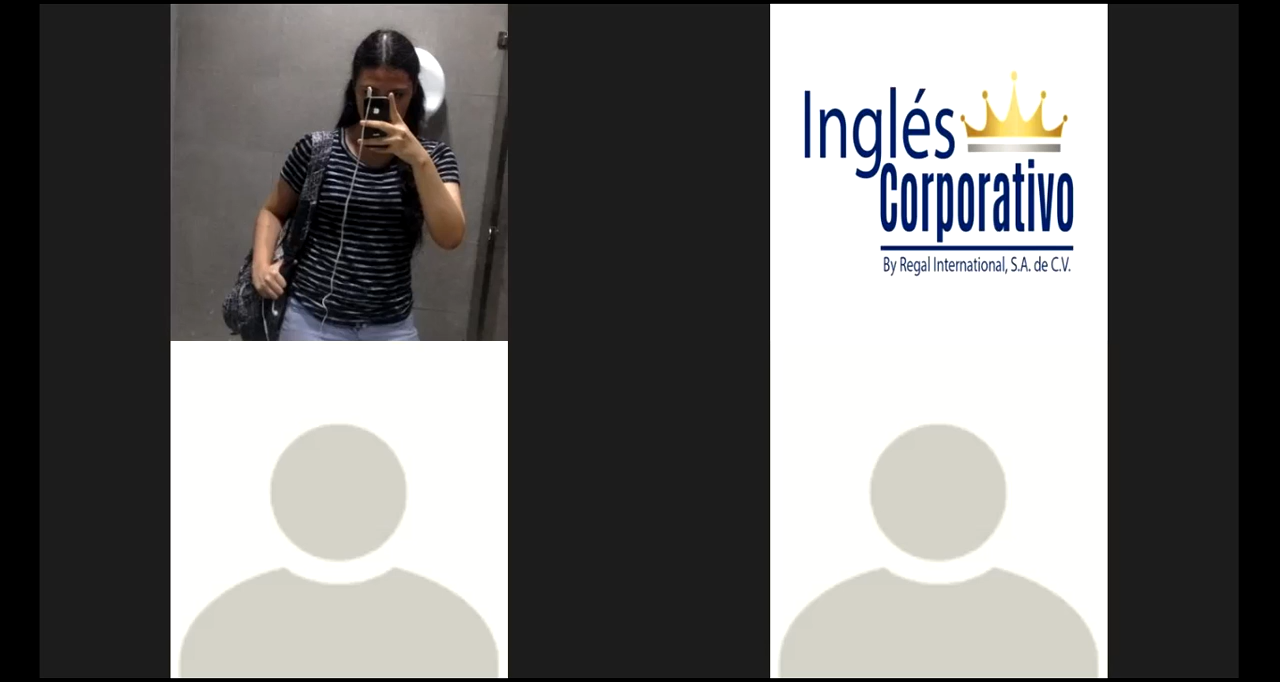 Inglés
Corporativo
By Regal International, S.A. de C.V.